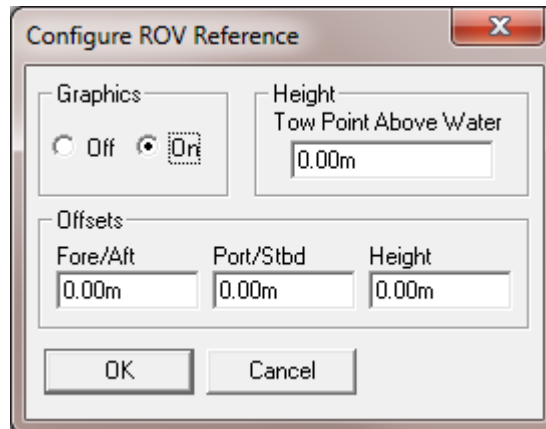 Configure ROV Reference
Graphics
Off
On
Height
Tow Point Above Water
0.00m
Offsets
Fore/Aft
Port/Stbd
Height
0.00m
0.00m
0.00m
OK
Cancel